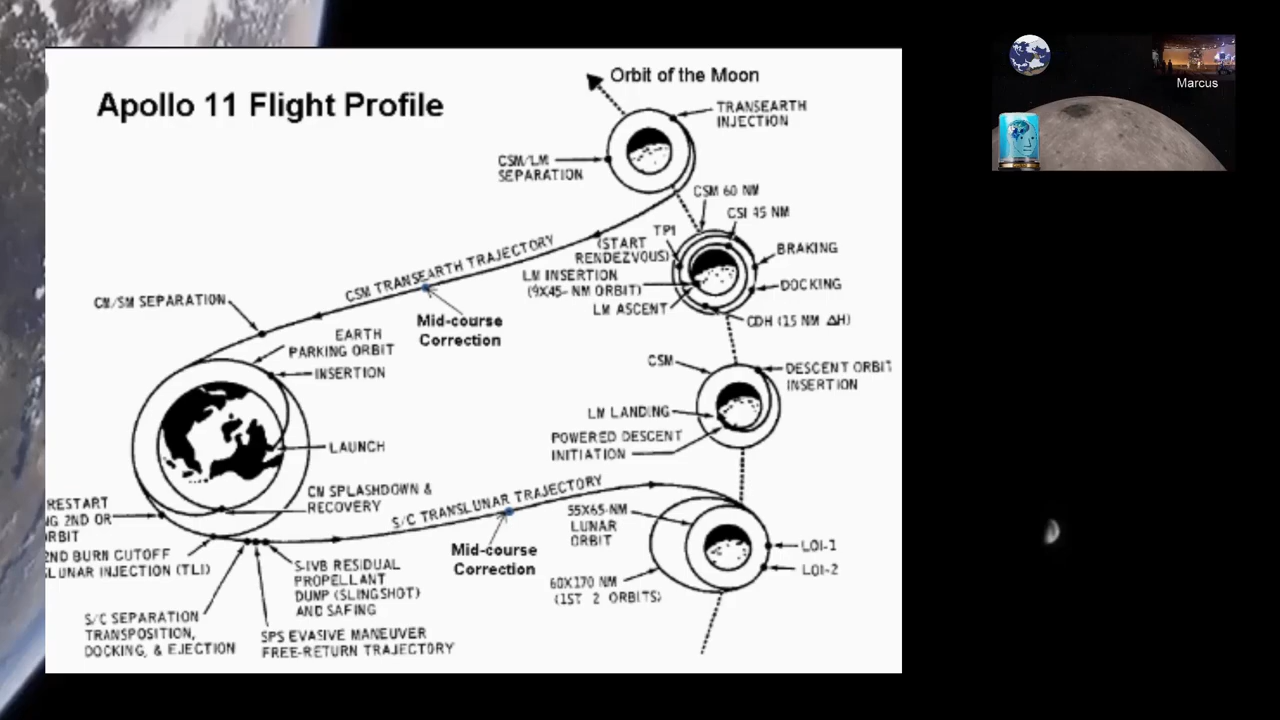 Apollo 11 Flight Profile
Orbit of the Moon
TRANSEARTH
INJECTION
CSM/LM
SEPARATION
CSM 60 NM
CSI 45 NM
TPI
(START
RENDEZVOUS)
BRAKING
LM INSERTION
(9X45-NM ORBIT)
DOCKING
LM ASCENT
CDH (15 NM ΔH)
CSM TRANSEARTH TRAJECTORY
Mid-course
Correction
CM/SM SEPARATION
EARTH
PARKING ORBIT
INSERTION
LAUNCH
CSM
DESCENT ORBIT
INSERTION
LM LANDING
POWERED DESCENT
INITIATION
CM SPLASHDOWN &
RECOVERY
S/C TRANSLUNAR TRAJECTORY
Mid-course
Correction
55X65-NM
LUNAR
ORBIT
60X170 NM
(1ST 2 ORBITS)
LOI-1
LOI-2
RESTART
NG 2ND OR
ORBIT
2ND BURN CUTOFF
LUNAR INJECTION (TLI)
S-IVB RESIDUAL
PROPELLANT
DUMP (SLINGSHOT)
AND SAFING
S/C SEPARATION
TRANSPOSITION,
DOCKING, & EJECTION
SPS EVASIVE MANEUVER
FREE-RETURN TRAJECTORY
Marcus